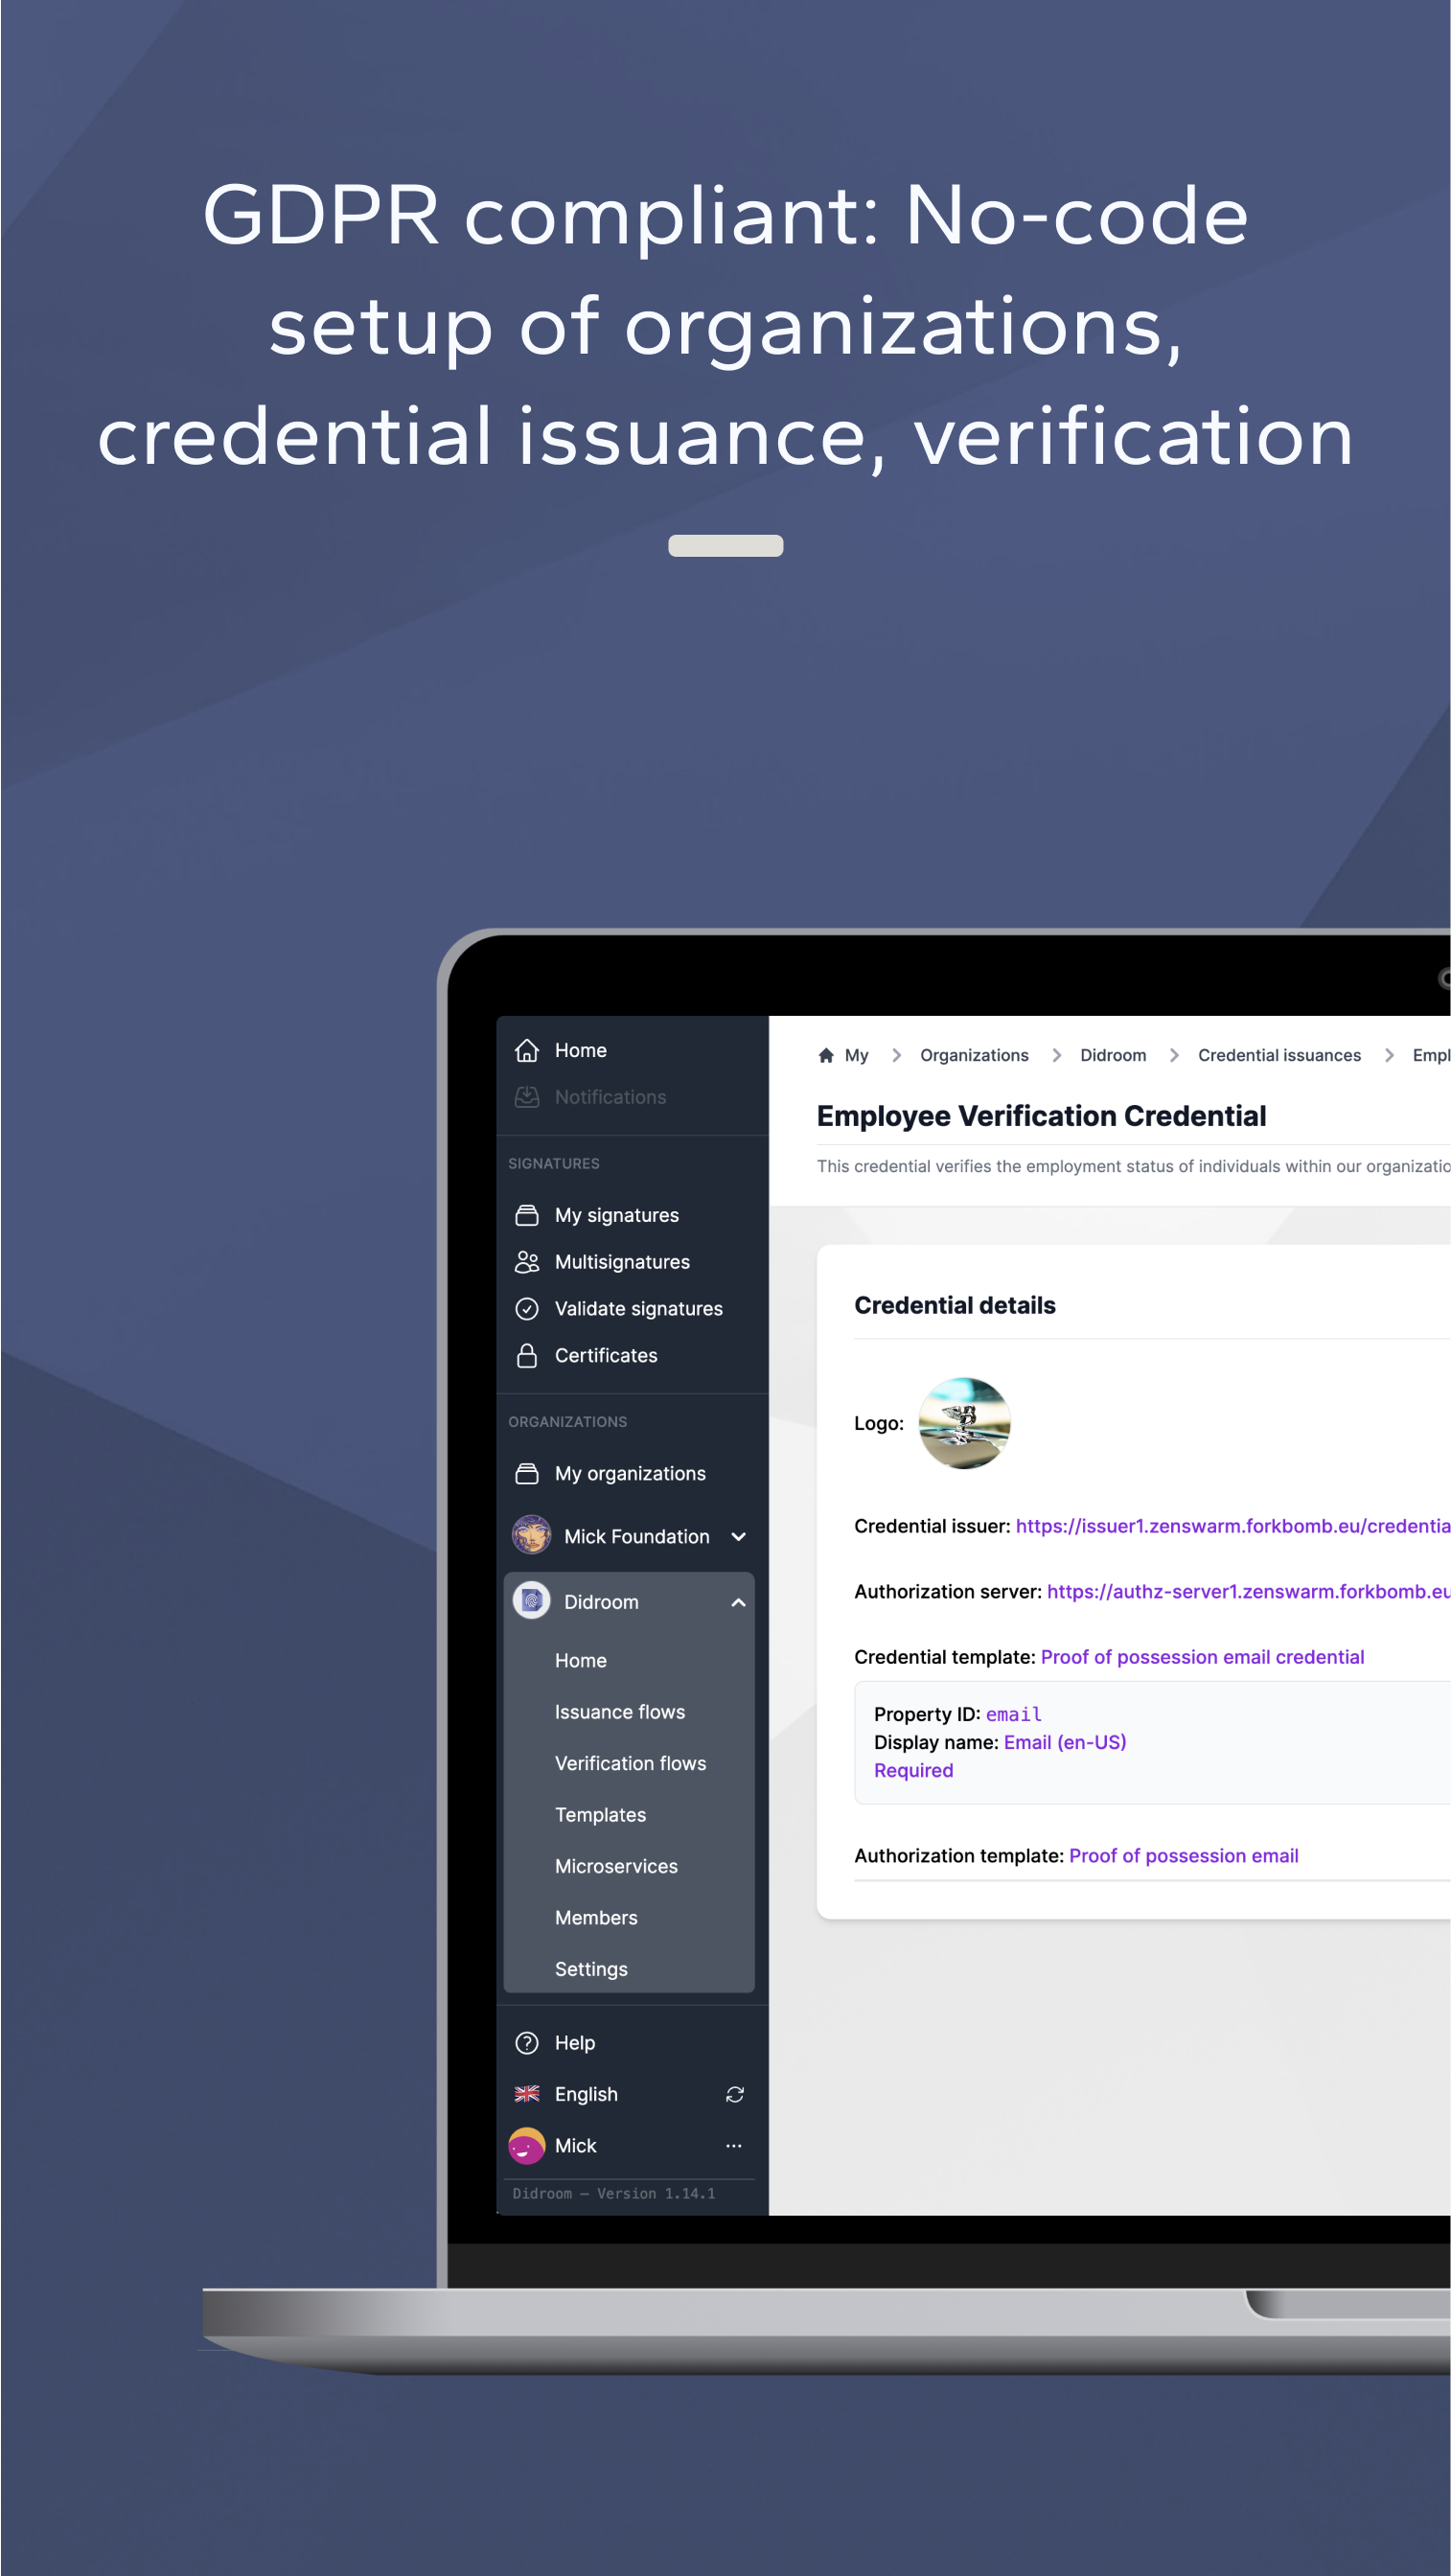 GDPR compliant: No-code
setup of organizations,
credential issuance, verification
Home
Notifications
SIGNATURES
My signatures
Multisignatures
Validate signatures
Certificates
ORGANIZATIONS
My organizations
Mick Foundation
Didroom
Home
Issuance flows
Verification flows
Templates
Microservices
Members
Settings
Help
English
Mick
Didroom — Version 1.14.1
My > Organizations > Didroom > Credential issuances > Empl
Employee Verification Credential
This credential verifies the employment status of individuals within our organizatio
Credential details
Logo:
Credential issuer: https://issuer1.zenswarm.forkbomb.eu/credentia
Authorization server: https://authz-server1.zenswarm.forkbomb.eu
Credential template: Proof of possession email credential
Property ID: email
Display name: Email (en-US)
Required
Authorization template: Proof of possession email